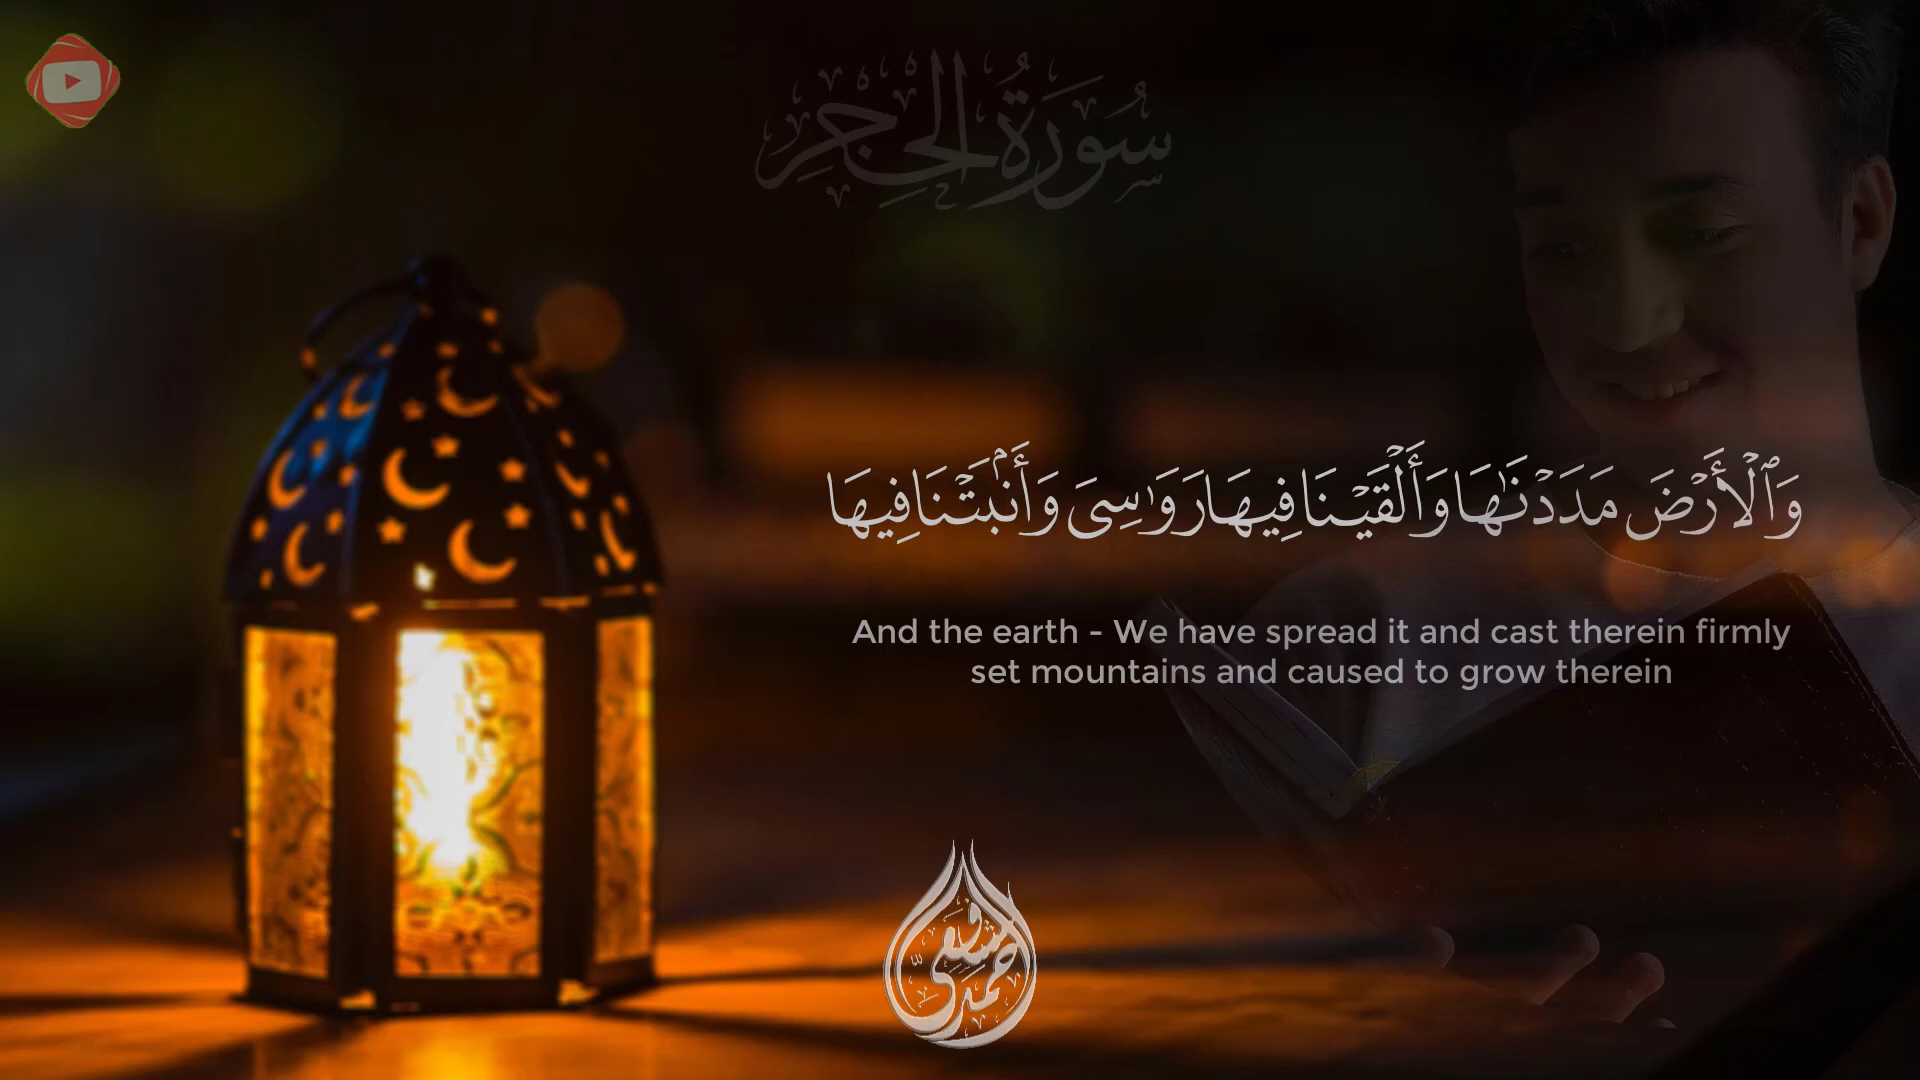 سُورَةُ الحِجر
وَٱلْأَرْضَ مَدَدْنَٰهَا وَأَلْقَيْنَا فِيهَا رَوَٰسِىَ وَأَنۢبَتْنَا فِيهَا
And the earth - We have spread it and cast therein firmly
set mountains and caused to grow therein